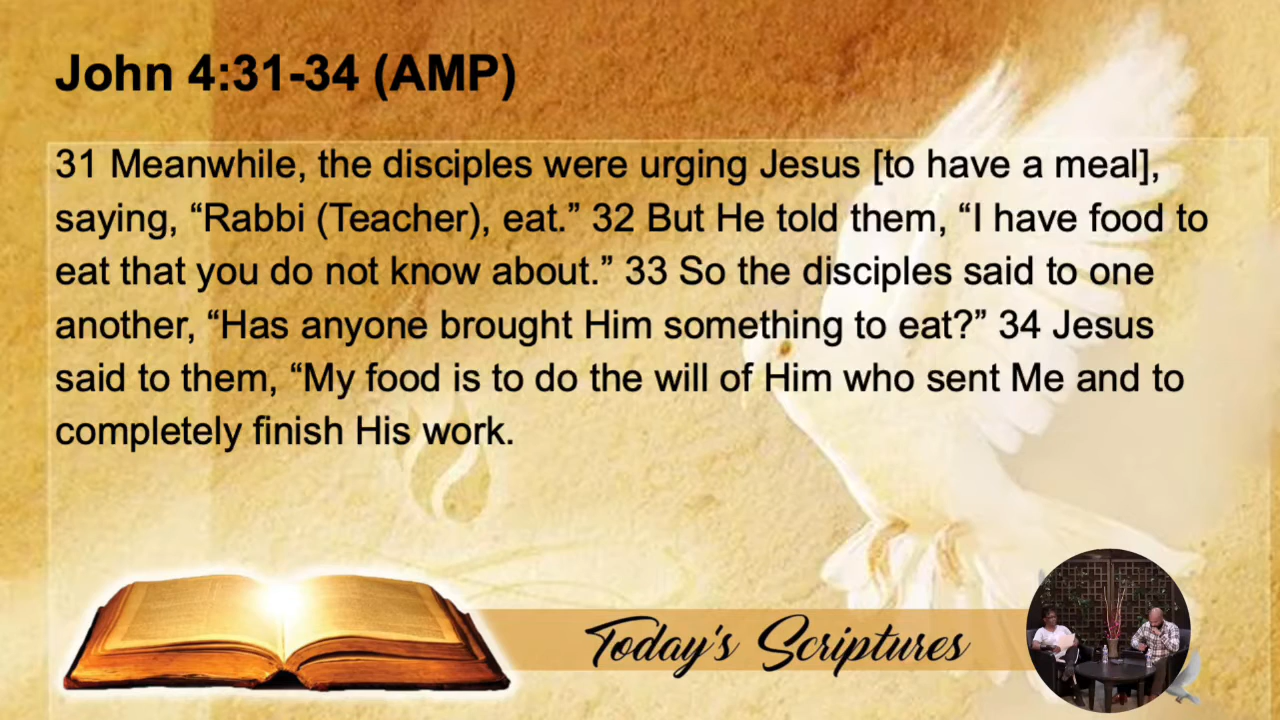 John 4:31-34 (AMP)
31 Meanwhile, the disciples were urging Jesus [to have a meal],
saying, “Rabbi (Teacher), eat.” 32 But He told them, “I have food to
eat that you do not know about.” 33 So the disciples said to one
another, “Has anyone brought Him something to eat?” 34 Jesus
said to them, “My food is to do the will of Him who sent Me and to
completely finish His work.
Today's Scriptures